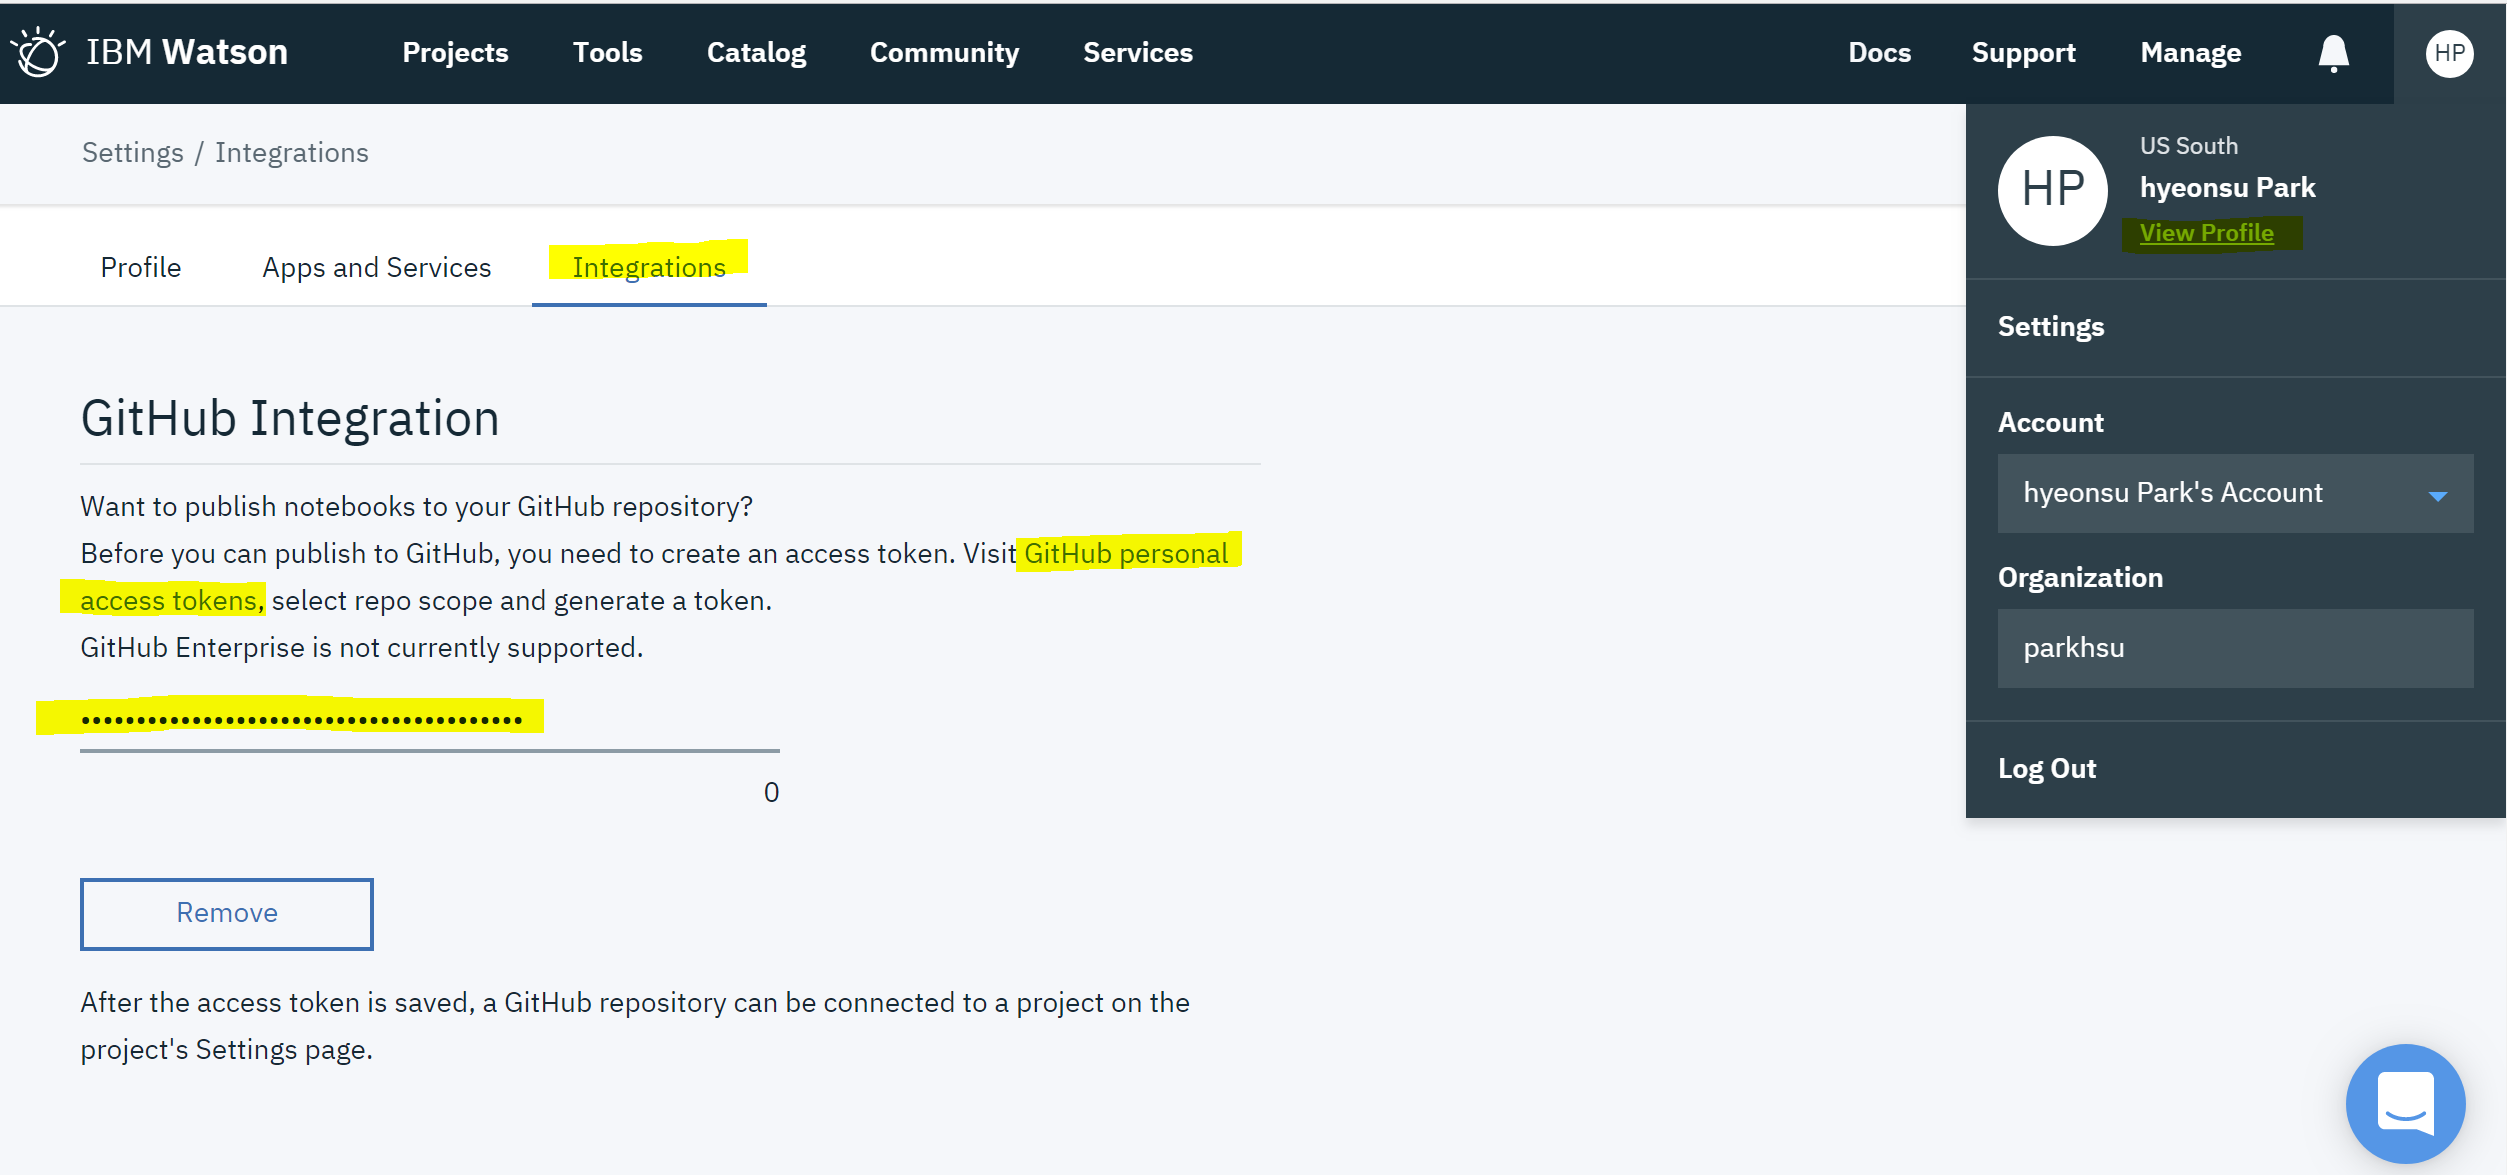 IBM Watson
Projects
Tools
Catalog
Community
Services
Docs
Support
Manage
HP
Settings / Integrations
Profile
Apps and Services
Integrations
GitHub Integration
Want to publish notebooks to your GitHub repository?
Before you can publish to GitHub, you need to create an access token. Visit GitHub personal
access tokens, select repo scope and generate a token.
GitHub Enterprise is not currently supported.
••••••••••••••••••••••••••••••••••••••••
0
Remove
After the access token is saved, a GitHub repository can be connected to a project on the
project's Settings page.
HP
US South
hyeonsu Park
View Profile
Settings
Account
hyeonsu Park's Account
Organization
parkhsu
Log Out